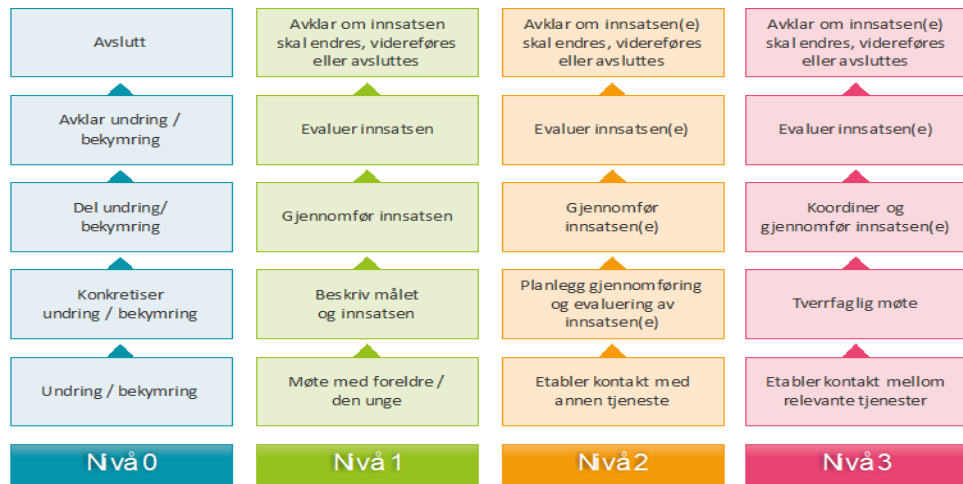 Avslutt
Avklar om innsatsen
skal endres, videreføres
eller avsluttes
Avklar om innsatsen(e)
skal endres, videreføres
eller avsluttes
Avklar om innsatsen(e)
skal endres, videreføres
eller avsluttes
Avklar undring /
bekymring
Evaluer innsatsen
Evaluer innsatsen(e)
Evaluer innsatsen(e)
Del undring/
bekymring
Gjennomfør innsatsen
Gjennomfør
innsatsen(e)
Koordiner og
gjennomfør innsats(e)
Konkretiser
undring / bekymring
Beskriv målet
og innsatsen
Planlegg gjennomføring
og evaluering av
innsatsen(e)
Tverrfaglig møte
Undring / bekymring
Møte med foreldre /
den unge
Etabler kontakt med
annen tjeneste
Etabler kontakt mellom
relevante tjenester
Nivå 0
Nivå 1
Nivå 2
Nivå 3